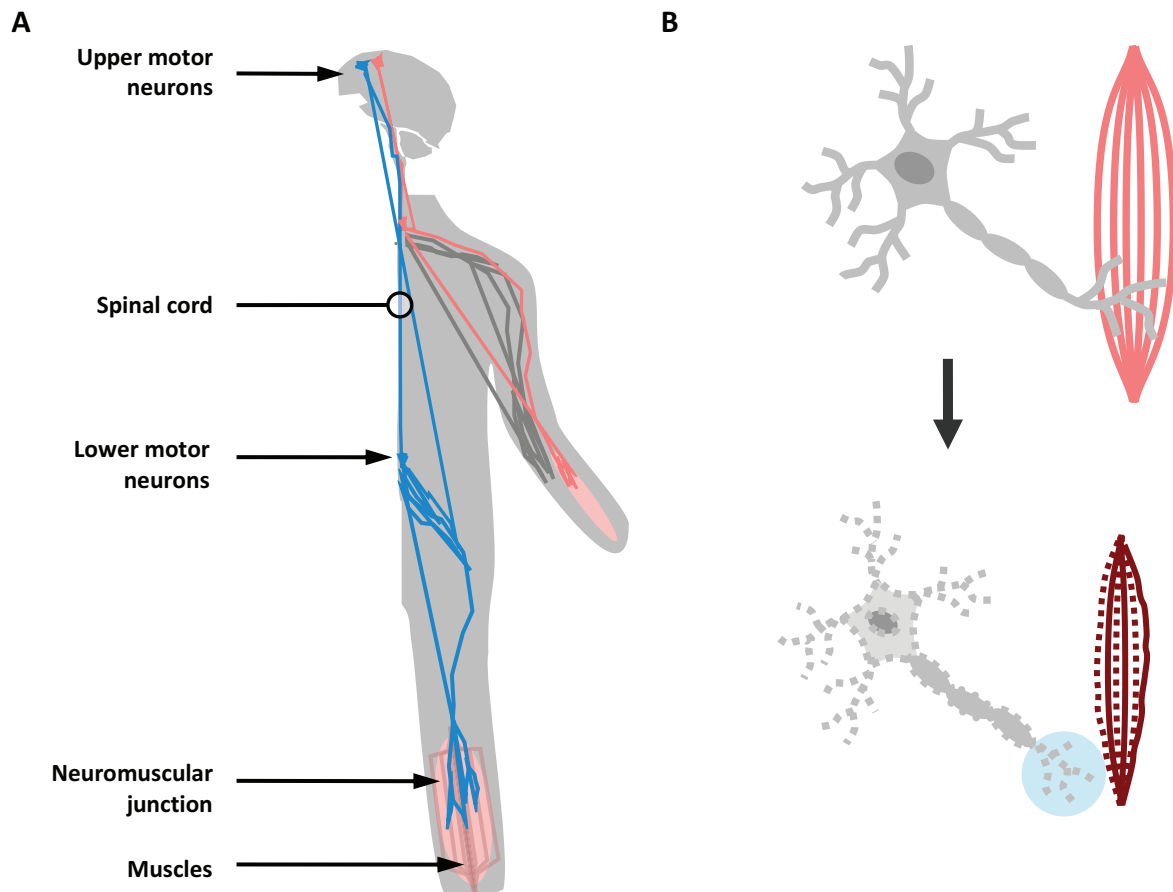 A
B
Upper motor
neurons
Spinal cord
Lower motor
neurons
Neuromuscular
junction
Muscles